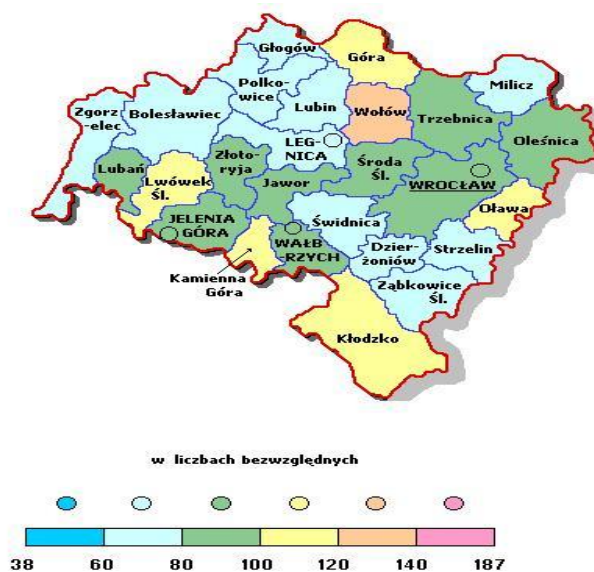 Głogów
Góra
Polko-
wice
Milicz
Zgorz
-elec
Bolesławiec
Lubin
Wołów
Trzebnica
LEG-
NICA
Oleśnica
Lubań
Złoto-
ryja
Środa
Śl.
Lwówek
Śl.
Jawor
WROCŁAW
JELENIA
GÓRA
Świdnica
Oława
WAŁB
-RZYCH
Dzier-
żoniów
Strzelin
Kamienna
Góra
Ząbkowice
Śl.
Kłodzko
w liczbach bezwzględnych
38 60 80 100 120 140 187